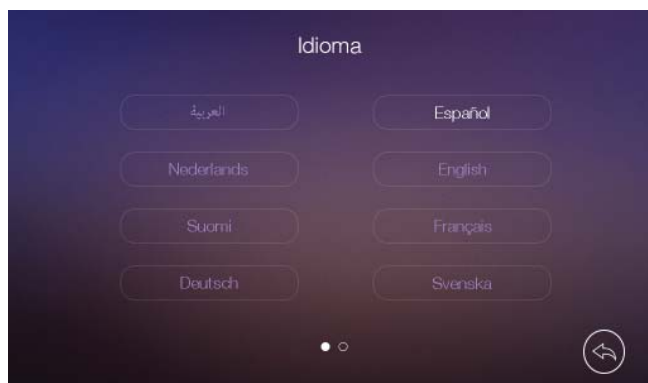 Idioma
العربية
Español
Nederlands
English
Suomi
Français
Deutsch
Svenska